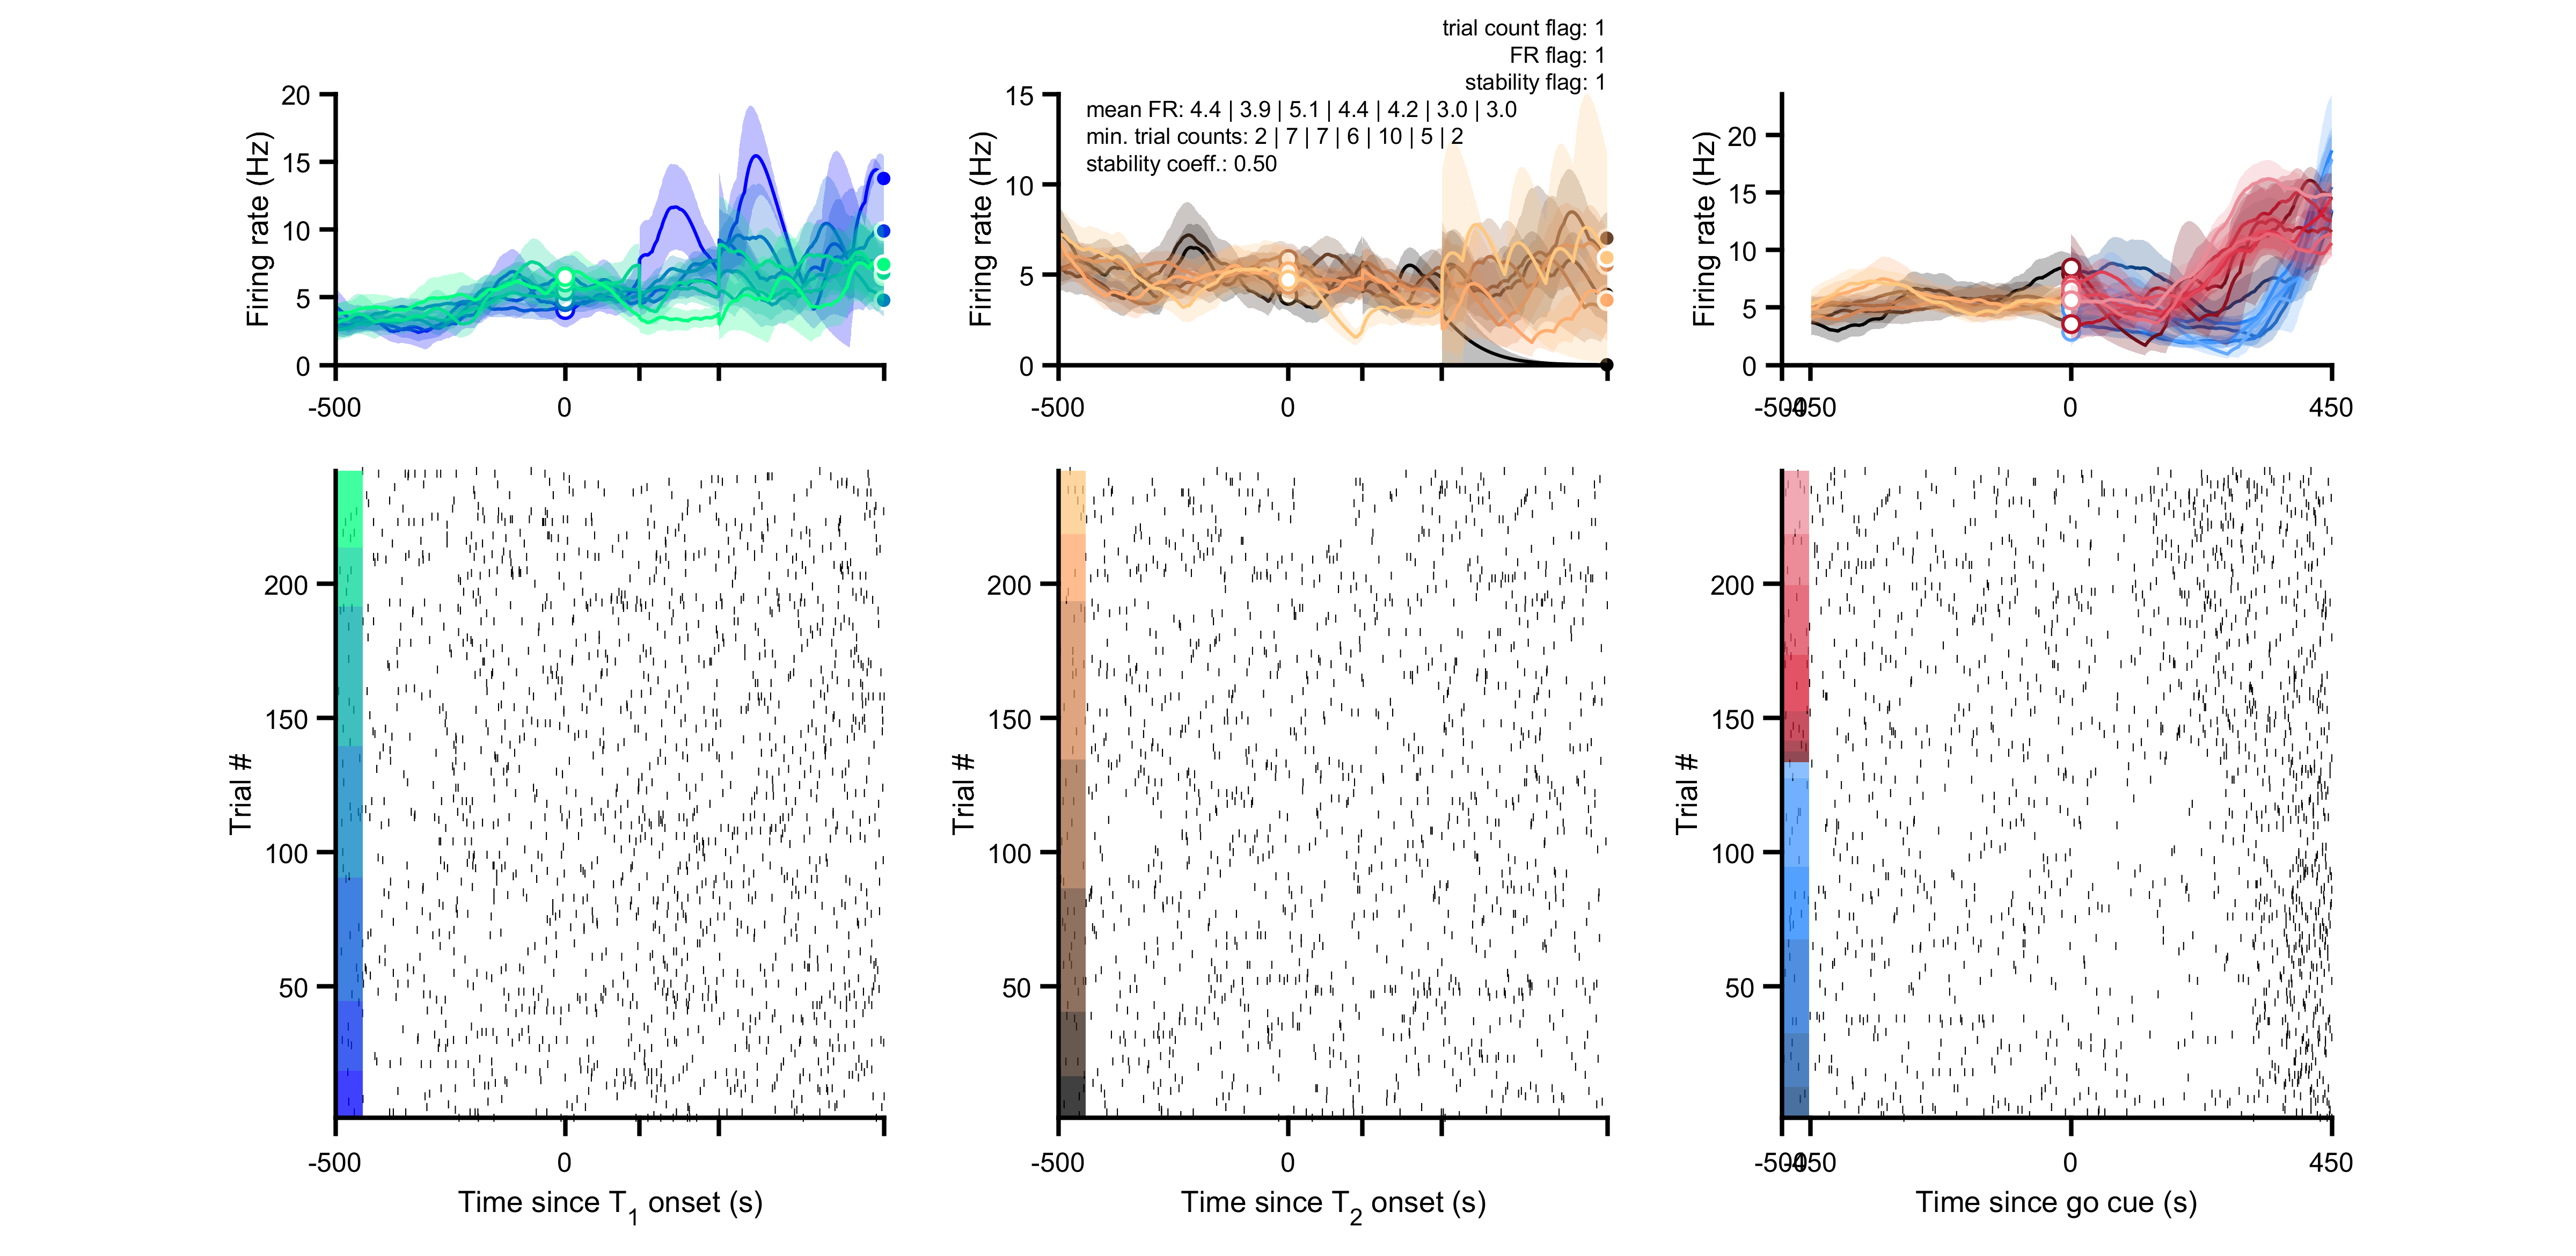 trial count flag: 1
FR flag: 1
stability flag: 1
mean FR: 4.4 | 3.9 | 5.1 | 4.4 | 4.2 | 3.0 | 3.0
min. trial counts: 2 | 7 | 7 | 6 | 10 | 5 | 2
stability coeff.: 0.50
Firing rate (Hz)
20
15
10
5
0
-500
0
Firing rate (Hz)
15
10
5
0
-500
0
Firing rate (Hz)
20
15
10
5
0
-500
-450
0
450
Trial #
200
150
100
50
-500
0
Time since T1 onset (s)
Trial #
200
150
100
50
-500
0
Time since T2 onset (s)
Trial #
200
150
100
50
-500
-450
0
450
Time since go cue (s)